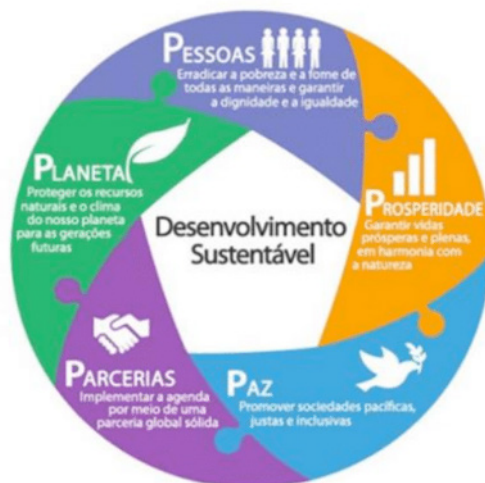 PESSOAS
Erradicar a pobreza e a fome de
todas as maneiras e garantir
a dignidade e a igualdade
PROSPERIDADE
Garantir vidas
prósperas e plenas,
em harmonia com
a natureza
PAZ
Promover sociedades pacíficas,
justas e inclusivas
PARCERIAS
Implementar a agenda
por meio de uma
parceria global sólida
PLANETA
Proteger os recursos
naturais e o clima
do nosso planeta
para as gerações
futuras
Desenvolvimento
Sustentável